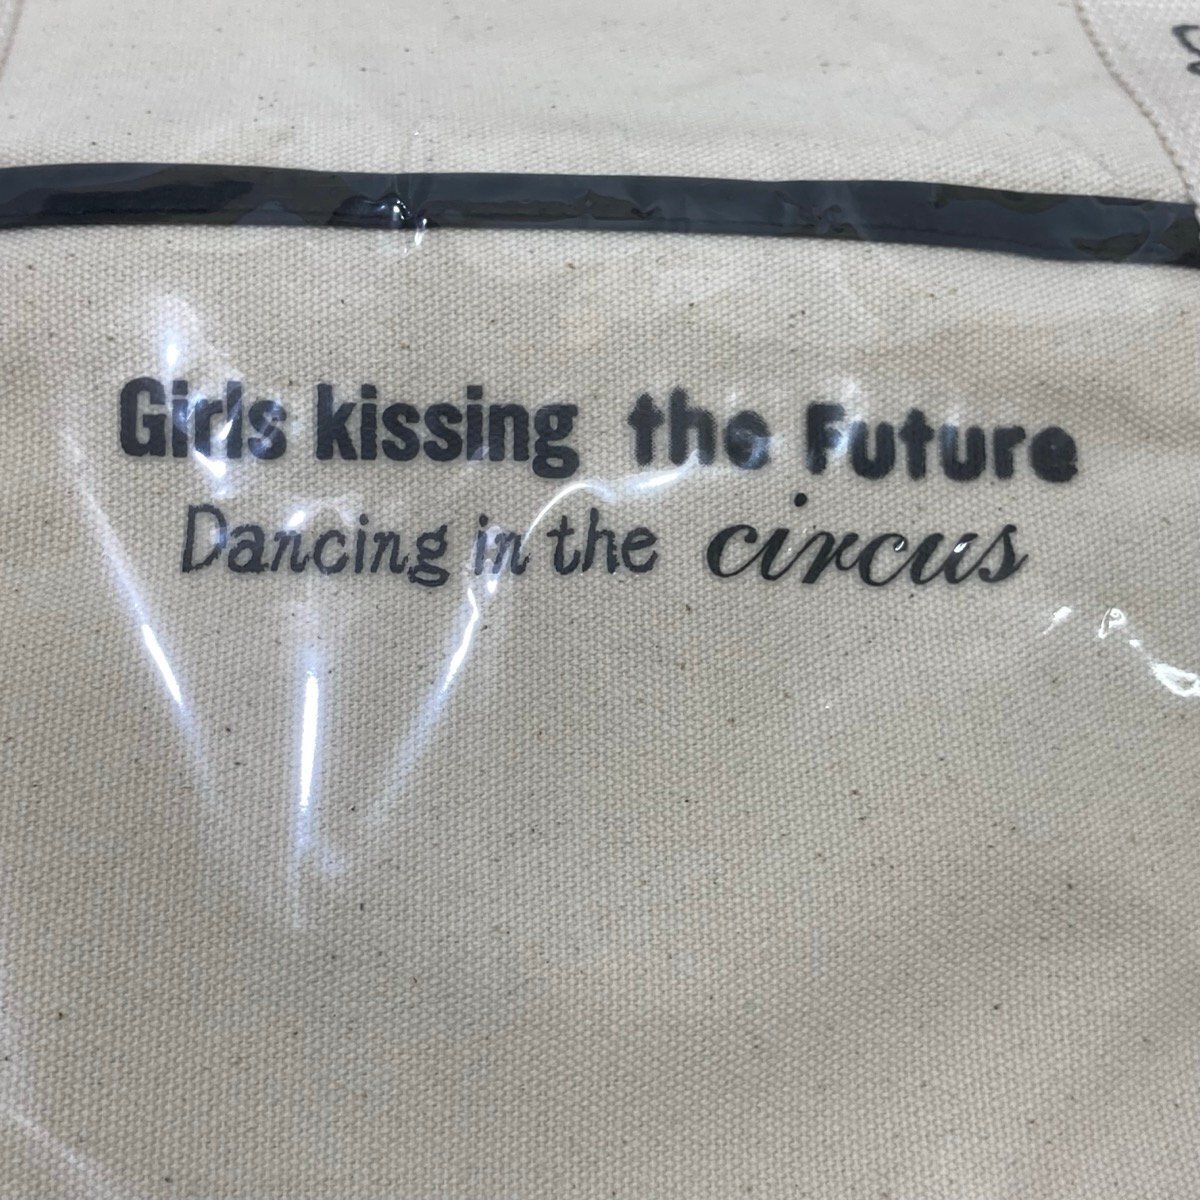 Girls kissing the Future
Dancing in the circus